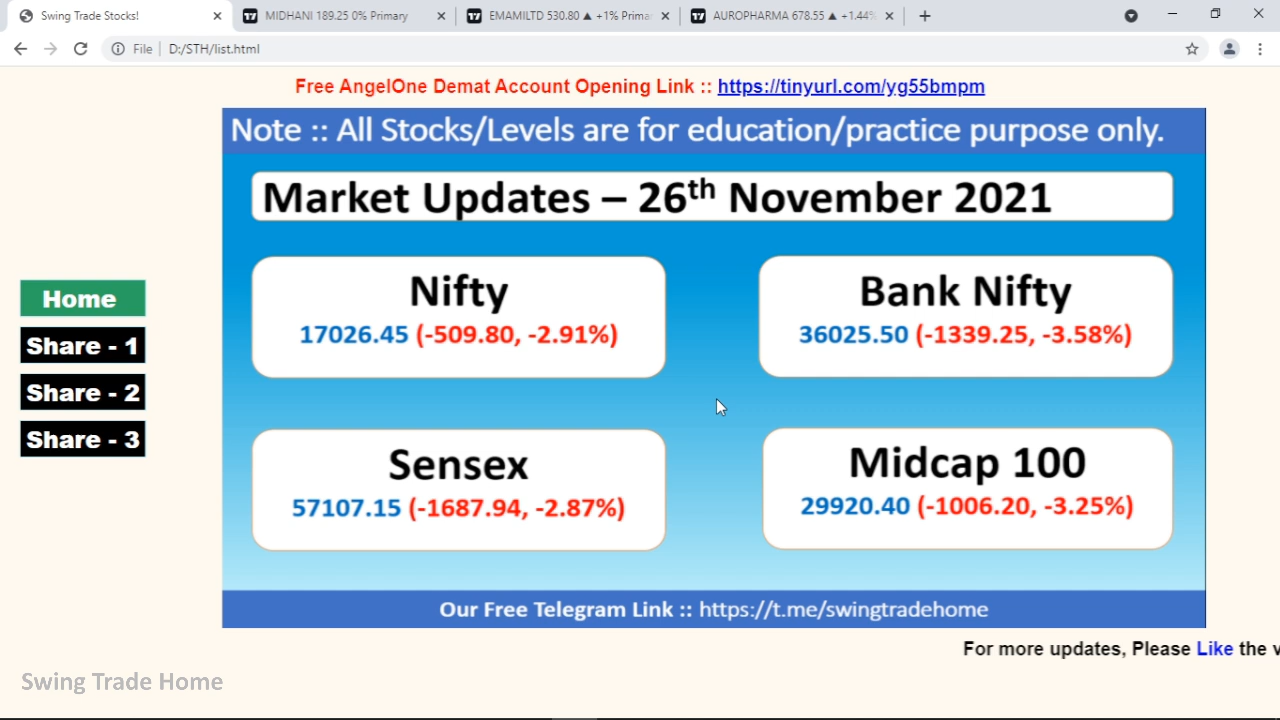 Swing Trade Stocks!
MIDHANI 189.25 0% Primary
EMAMILTD 530.80 ▲ +1% Prima
AUROPHARMA 678.55 ▲ +1.44%
File
D:/STH/list.html
Free AngelOne Demat Account Opening Link :: https://tinyurl.com/yg55bmpm
Note :: All Stocks/Levels are for education/practice purpose only.
Market Updates – 26th November 2021
Nifty
17026.45 (-509.80, -2.91%)
Bank Nifty
36025.50 (-1339.25, -3.58%)
Home
Share - 1
Share - 2
Share - 3
Sensex
57107.15 (-1687.94, -2.87%)
Midcap 100
29920.40 (-1006.20, -3.25%)
Our Free Telegram Link :: https://t.me/swingtradehome
For more updates, Please Like the v
Swing Trade Home